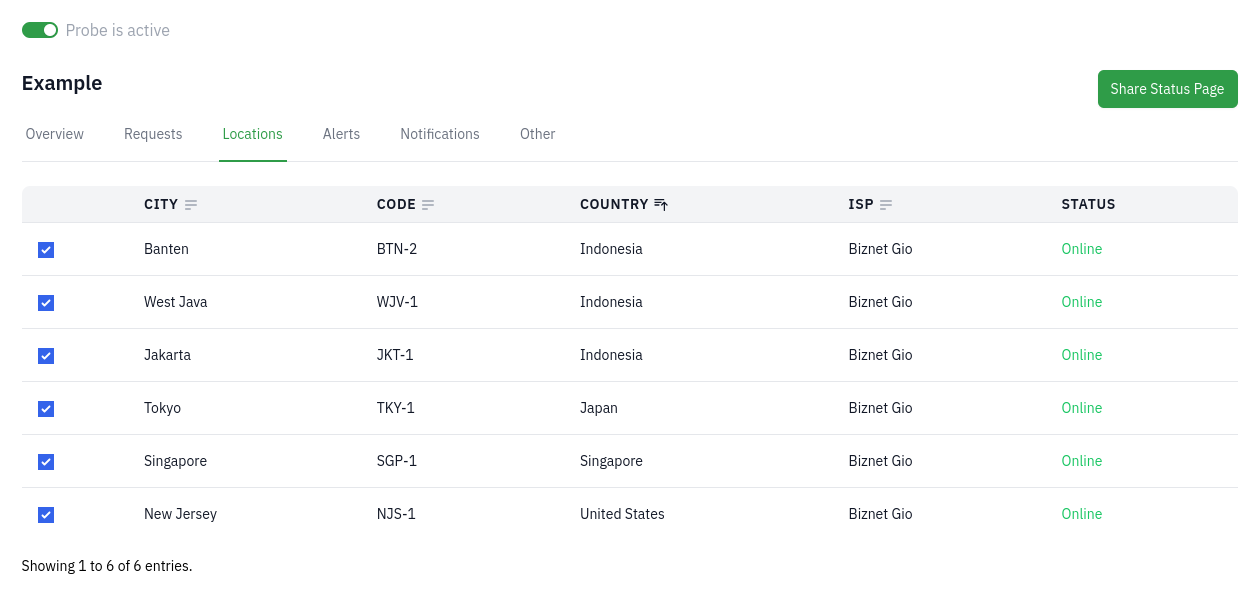 Probe is active
Example
Share Status Page
Overview Requests Locations Alerts Notifications Other
CITY CODE COUNTRY ISP STATUS
Banten BTN-2 Indonesia Biznet Gio Online
West Java WJV-1 Indonesia Biznet Gio Online
Jakarta JKT-1 Indonesia Biznet Gio Online
Tokyo TKY-1 Japan Biznet Gio Online
Singapore SGP-1 Singapore Biznet Gio Online
New Jersey NJS-1 United States Biznet Gio Online
Showing 1 to 6 of 6 entries.